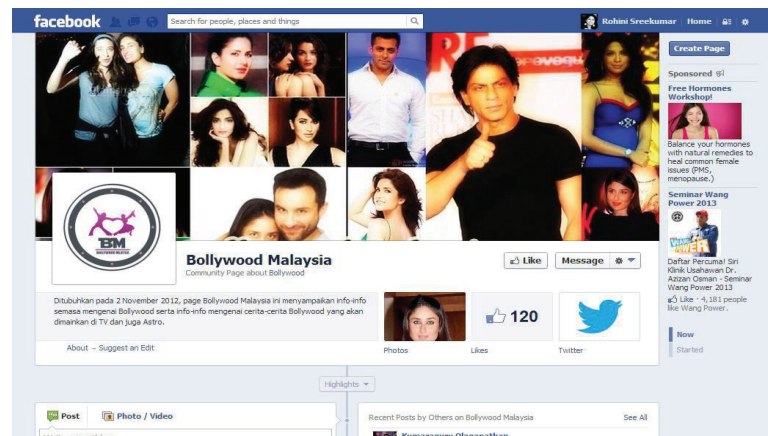 facebook
Search for people, places and things
Rohini Sreekumar
Home
Create Page
Sponsored
Free Hormones
Workshop!
Balance your hormones
with natural remedies to
heal common female
issues (PMS,
menopause.)
Seminar Wang
Power 2013
Daftar Percuma! Siri
Klinik Usahawan Dr.
Azizan Osman - Seminar
Wang Power 2013
Like · 4,181 people
like Wang Power.
Now
Started
BM
BOLLYWOOD MALAYSIA
Bollywood Malaysia
Community Page about Bollywood
Like
Message
Ditubuhkan pada 2 November 2012, page Bollywood Malaysia ini menyampaikan info-info
semasa mengenai Bollywood serta info-info mengenai cerita-cerita Bollywood yang akan
dimainkan di TV dan juga Astro.
About – Suggest an Edit
Photos
120
Likes
Twitter
Highlights
Post
Photo / Video
Recent Posts by Others on Bollywood Malaysia
See All